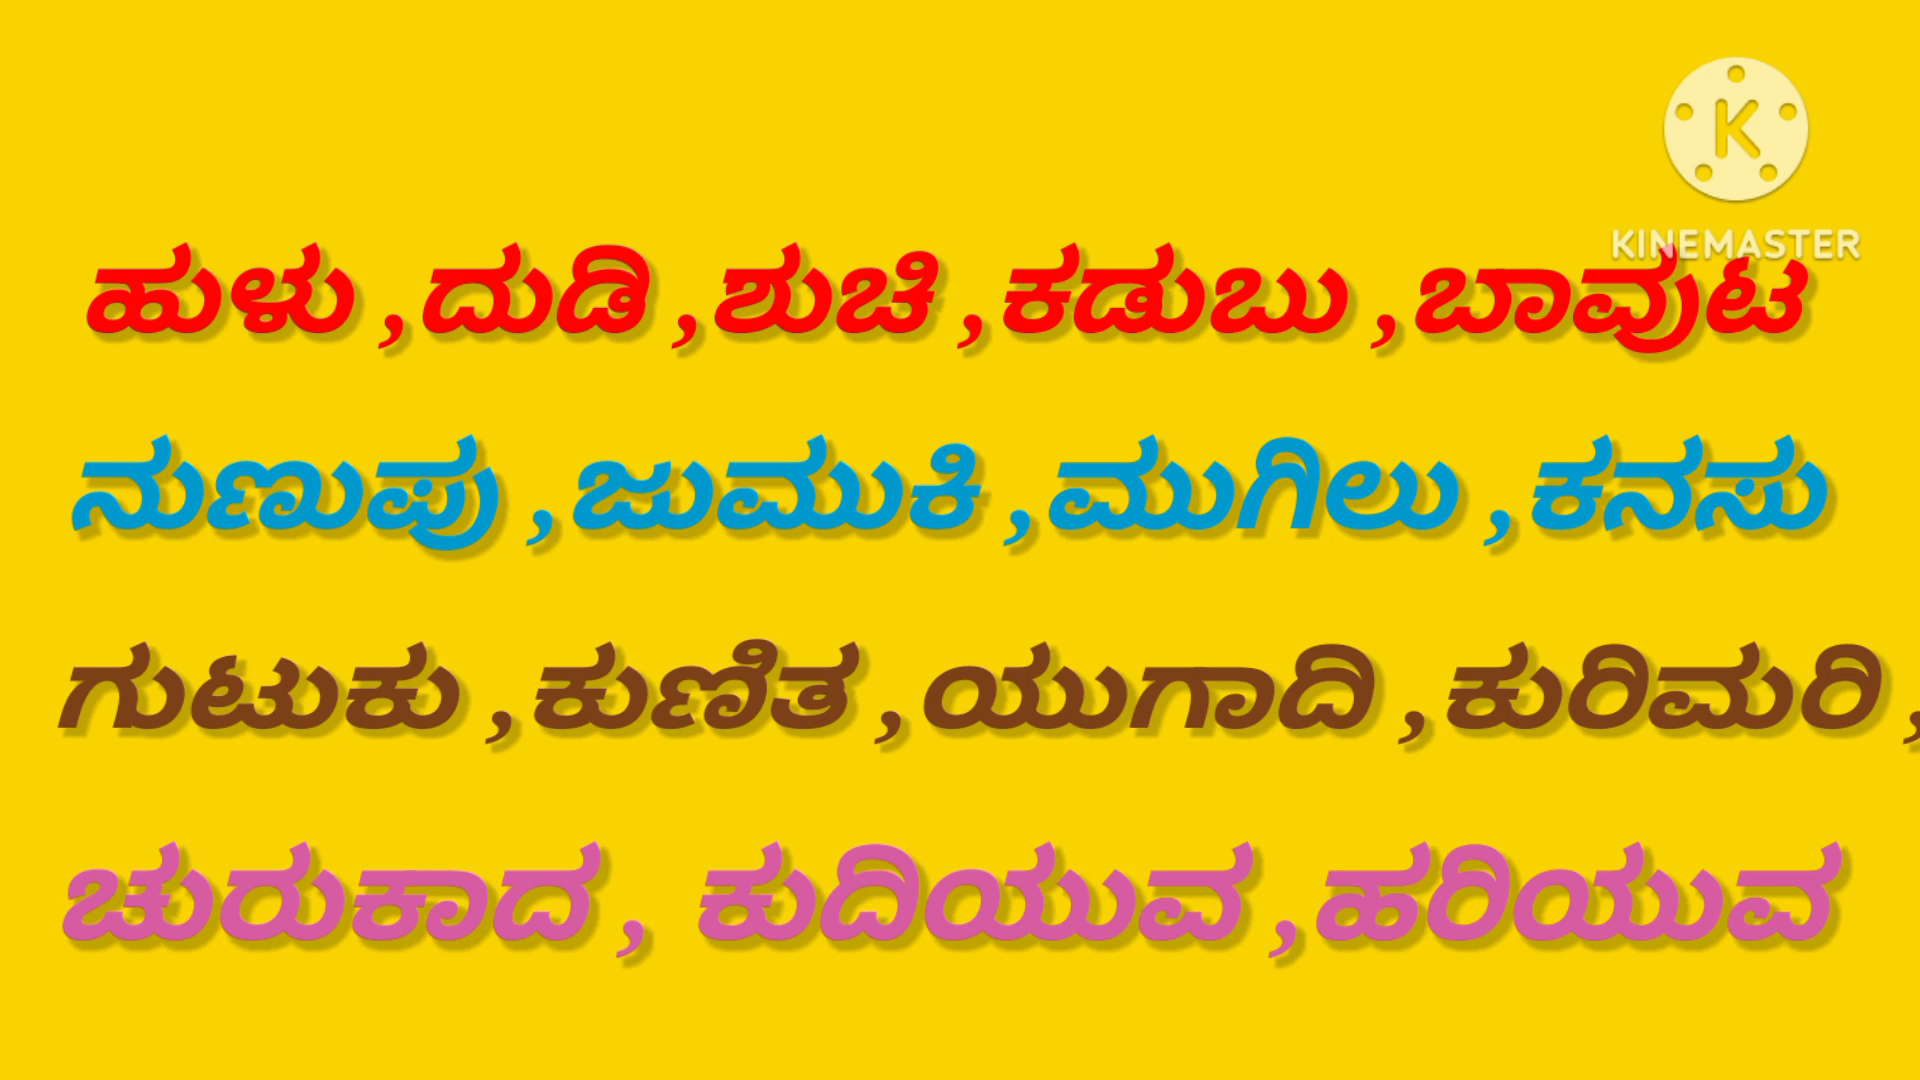 K
KINEMASTER
ಹುಳು ,ದುಡಿ ,ಶುಚಿ ,ಕಡುಬು ,ಬಾವುಟ
ನುಣುಪು ,ಜುಮುಕಿ ,ಮುಗಿಲು ,ಕನಸು
ಗುಟುಕು ,ಕುಣಿತ ,ಯುಗಾದಿ ,ಕುರಿಮರಿ ,
ಚುರುಕಾದ , ಕುದಿಯುವ ,ಹರಿಯುವ